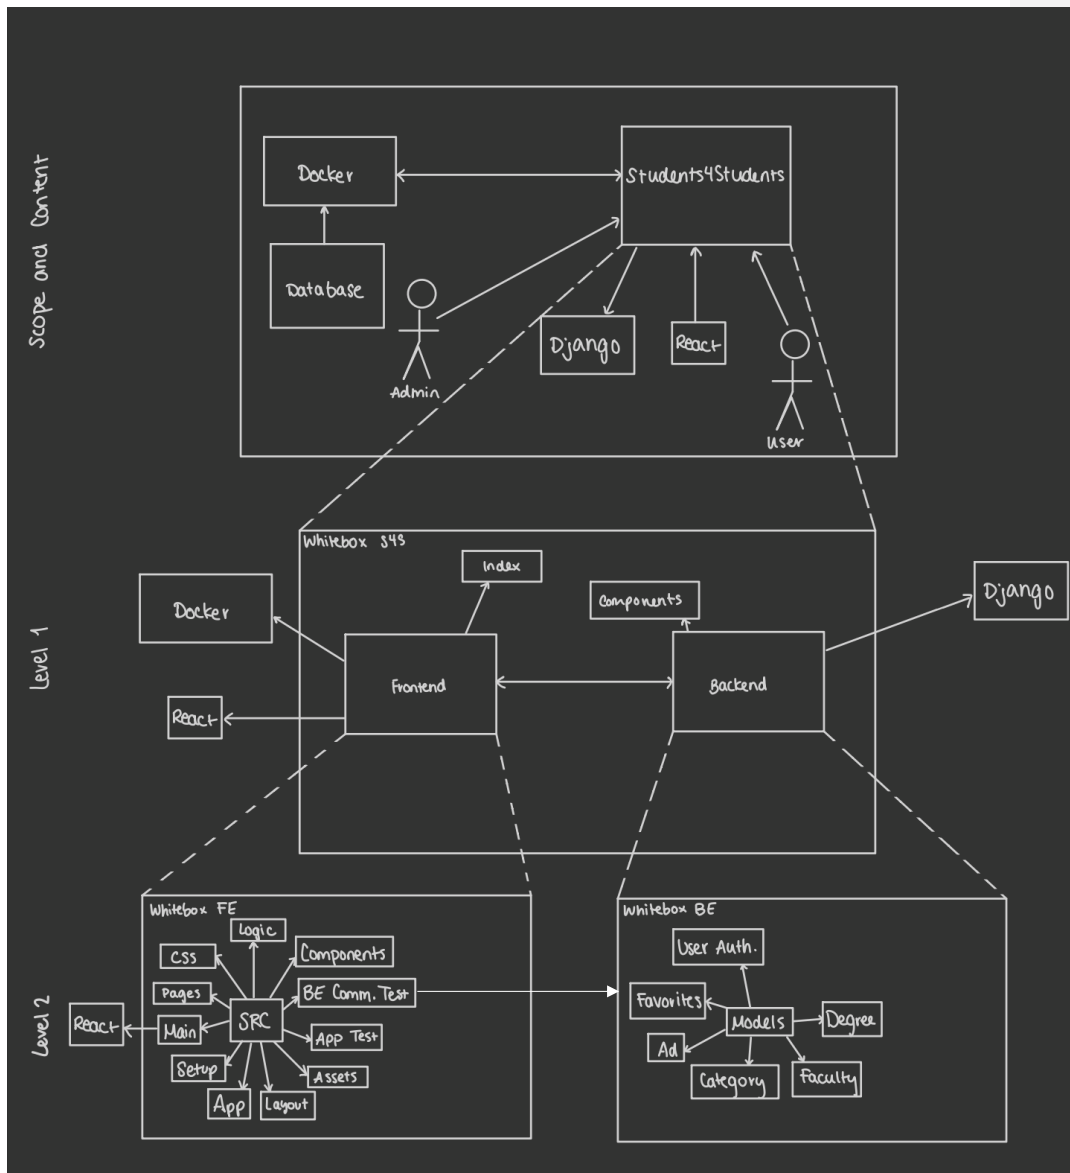 Scope and Content
Docker
Students4Students
Database
Admin
Django
React
User
Level 1
Whitebox S4S
Index
Components
Docker
Django
Frontend
Backend
React
Level 2
Whitebox FE
Logic
CSS
Components
Pages
BE Comm. Test
React
Main
SRC
App Test
Setup
Assets
App
Layout
Whitebox BE
User Auth.
Favorites
Models
Degree
Ad
Category
Faculty